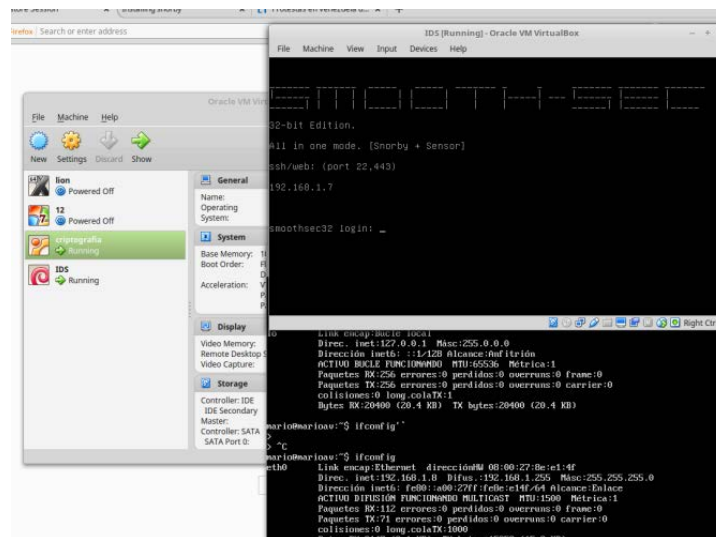 Installing snorby
Protestas en Venezuela
Firefox Search or enter address
IDS [Running] - Oracle VM VirtualBox
File Machine View Input Devices Help
SMOOTH-SEC
32-bit Edition.
All in one mode. [Snorby + Sensor]
ssh/web: (port 22,443)
192.168.1.7
smoothsec32 login: _
Oracle VM
File Machine Help
New Settings Discard Show
lion
Powered Off
12
Powered Off
criptografia
Running
IDS
Running
General
Name:
Operating
System:
System
Base Memory:
Boot Order:
Acceleration:
Display
Video Memory:
Remote Desktop S
Video Capture:
Storage
Controller: IDE
IDE Secondary
Master:
Controller: SATA
SATA Port 0:
Right Ctr
lo Link encap:Bucle local
Direc. inet:127.0.0.1 Másc:255.0.0.0
Dirección inet6: ::1/128 Alcance:Anfitrión
ACTIVO BUCLE FUNCIONANDO MTU:65536 Métrica:1
Paquetes RX:256 errores:0 perdidos:0 overruns:0 frame:0
Paquetes TX:256 errores:0 perdidos:0 overruns:0 carrier:0
colisiones:0 long.colaTX:1
Bytes RX:20400 (20.4 KB) TX bytes:20400 (20.4 KB)
mario@marioav:~$ ifconfig'`
>
> ^C
mario@marioav:~$ ifconfig
eth0 Link encap:Ethernet direcciónHW 08:00:27:8e:e1:4f
Direc. inet:192.168.1.8 Difus.:192.168.1.255 Másc:255.255.255.0
Dirección inet6: fe80::a00:27ff:fe8e:e14f/64 Alcance:Enlace
ACTIVO DIFUSIÓN FUNCIONANDO MULTICAST MTU:1500 Métrica:1
Paquetes RX:112 errores:0 perdidos:0 overruns:0 frame:0
Paquetes TX:71 errores:0 perdidos:0 overruns:0 carrier:0
colisiones:0 long.colaTX:1000